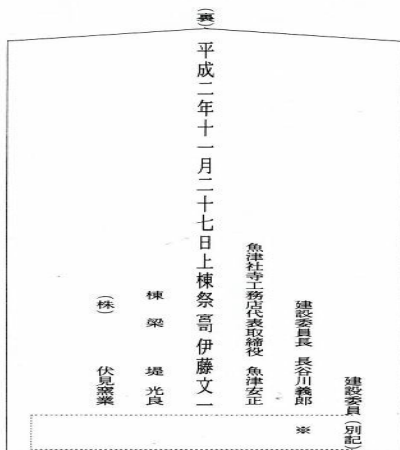 (裏)
建設委員(別記)
建設委員長 長谷川義郎 ※
魚津社寺工務店代表取締役 魚津安正
平成二年十一月二十七日上棟祭 宮司 伊藤文一
棟梁 堤光良
(株) 伏見窯業